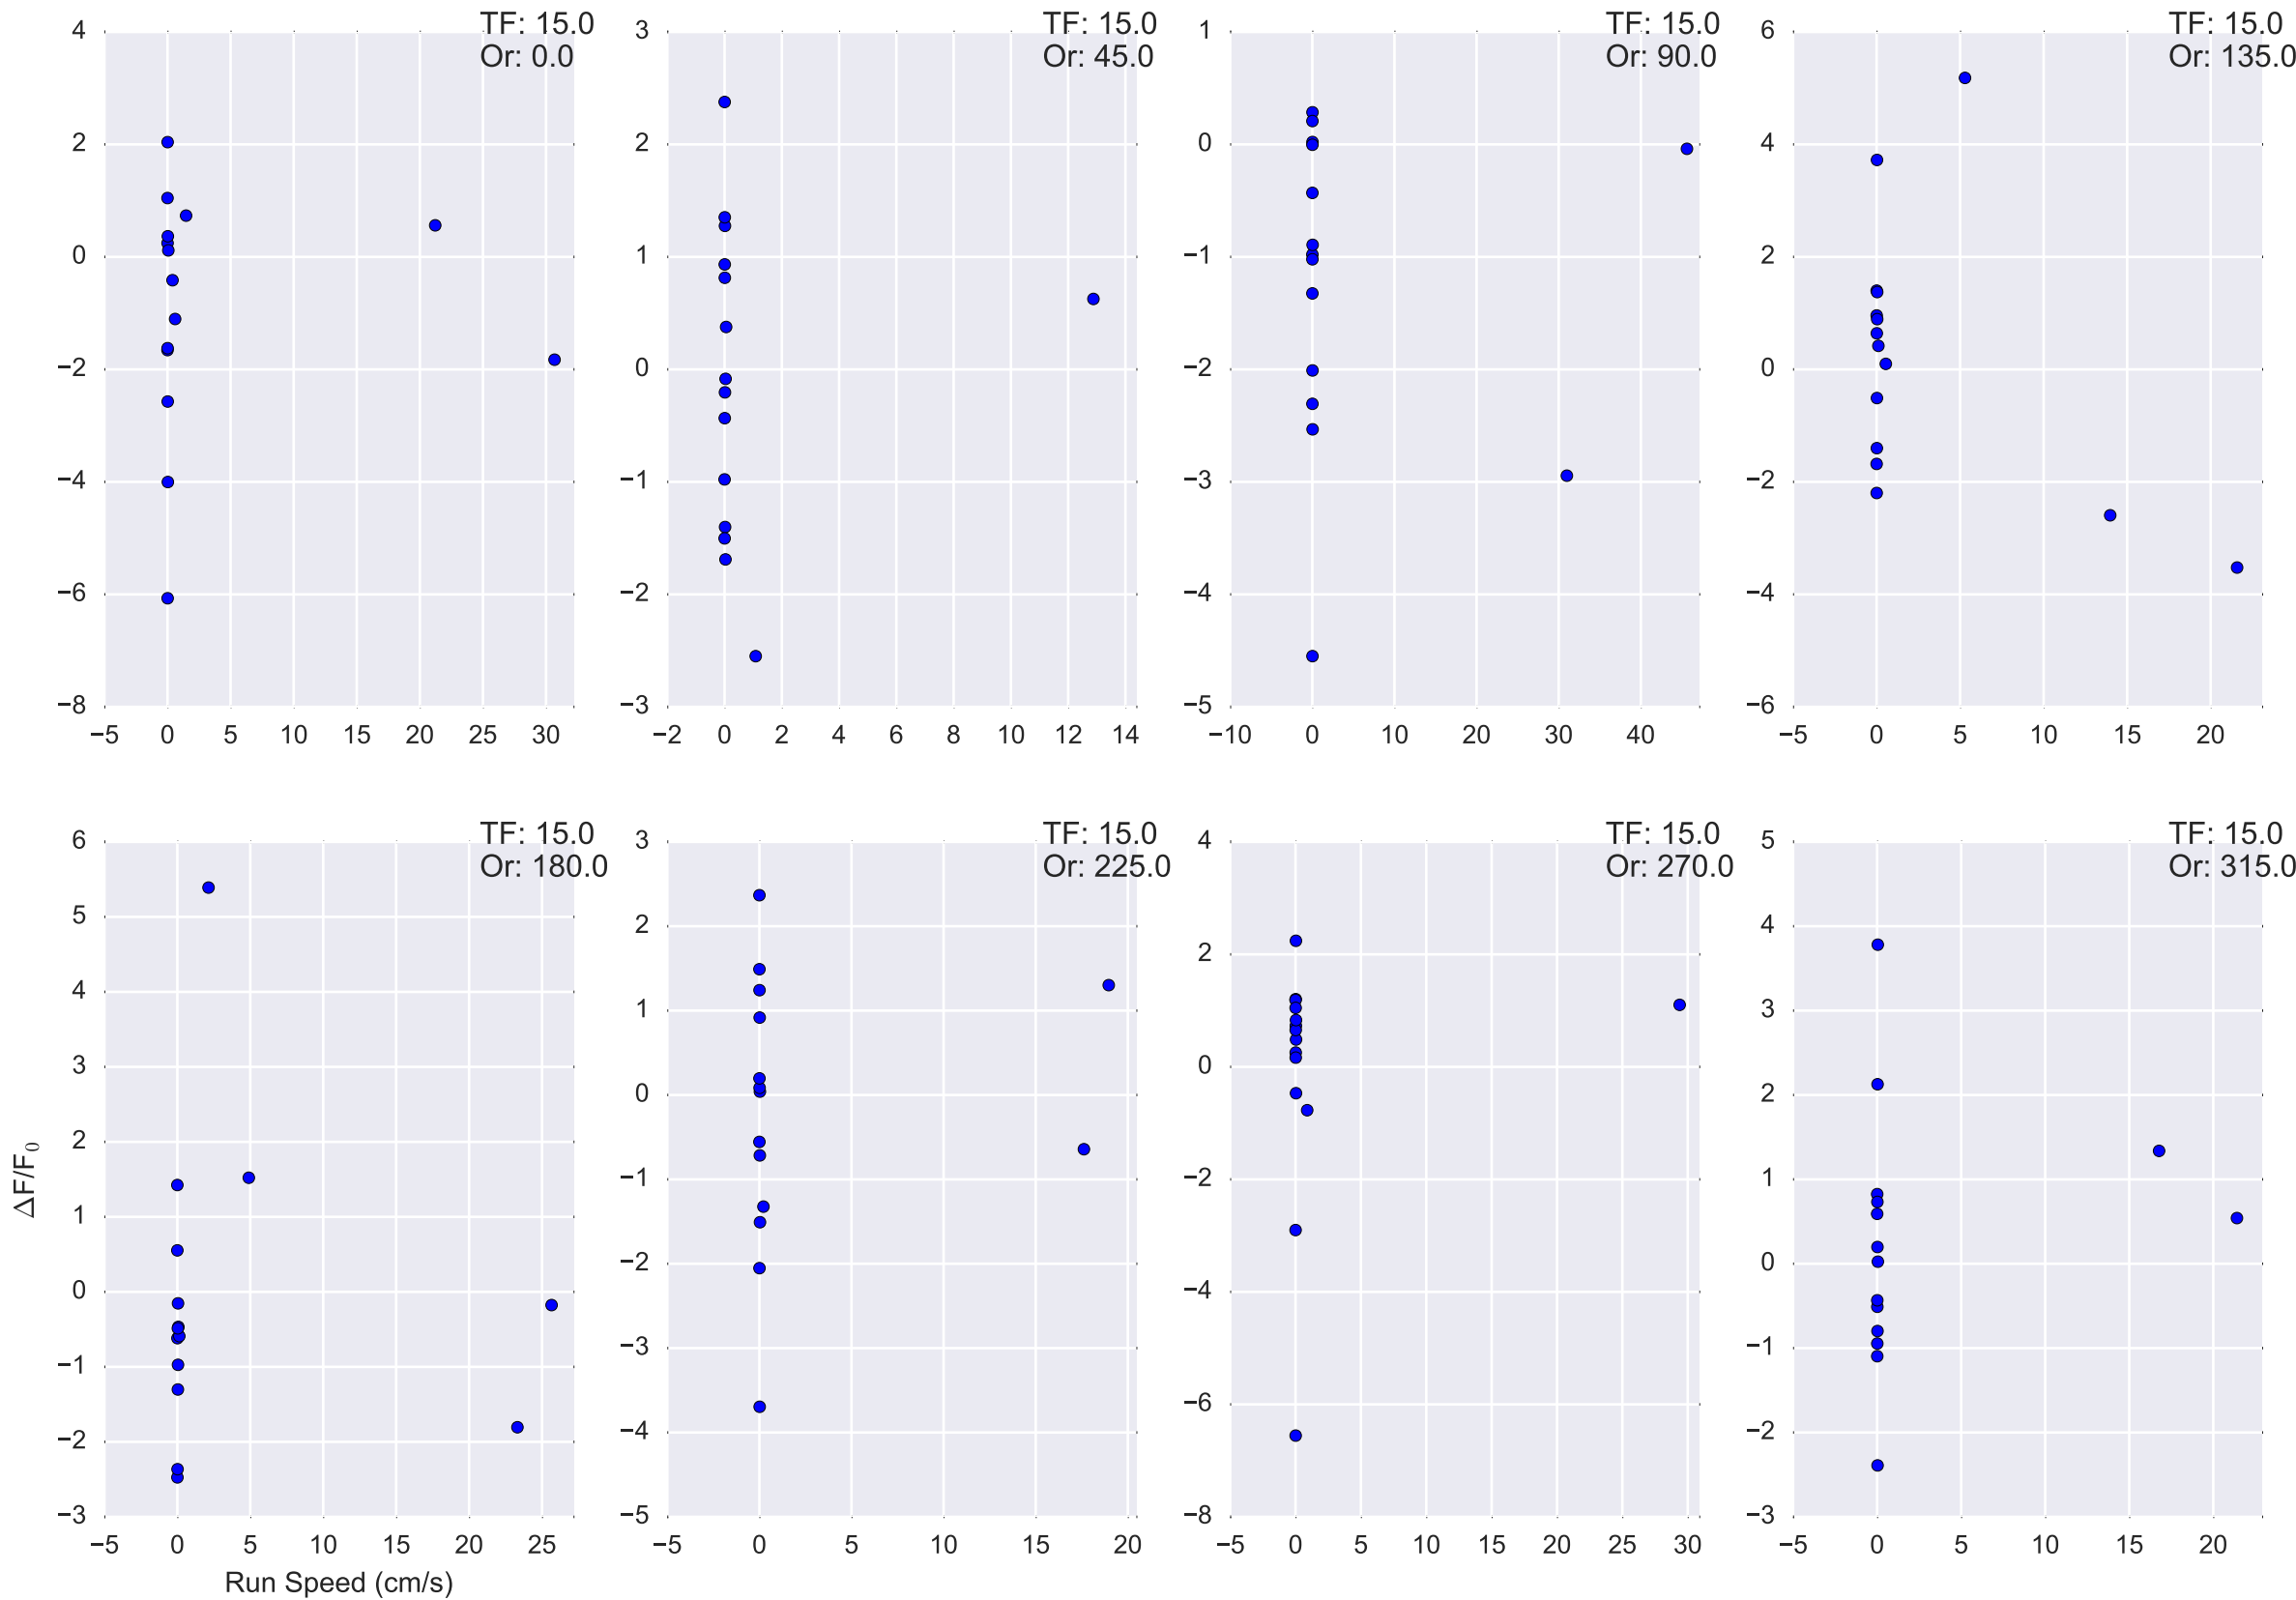 TF: 15.0
Or: 0.0
4
2
0
−2
−4
−6
−8
−5 0 5 10 15 20 25 30
TF: 15.0
Or: 45.0
3
2
1
0
−1
−2
−3
−2 0 2 4 6 8 10 12 14
TF: 15.0
Or: 90.0
1
0
−1
−2
−3
−4
−5
−10 0 10 20 30 40
TF: 15.0
Or: 135.0
6
4
2
0
−2
−4
−6
−5 0 5 10 15 20
TF: 15.0
Or: 180.0
6
5
4
3
2
1
0
−1
−2
−3
−5 0 5 10 15 20 25
ΔF/F₀
Run Speed (cm/s)
TF: 15.0
Or: 225.0
3
2
1
0
−1
−2
−3
−4
−5
−5 0 5 10 15 20
TF: 15.0
Or: 270.0
4
2
0
−2
−4
−6
−8
−5 0 5 10 15 20 25 30
TF: 15.0
Or: 315.0
5
4
3
2
1
0
−1
−2
−3
−5 0 5 10 15 20